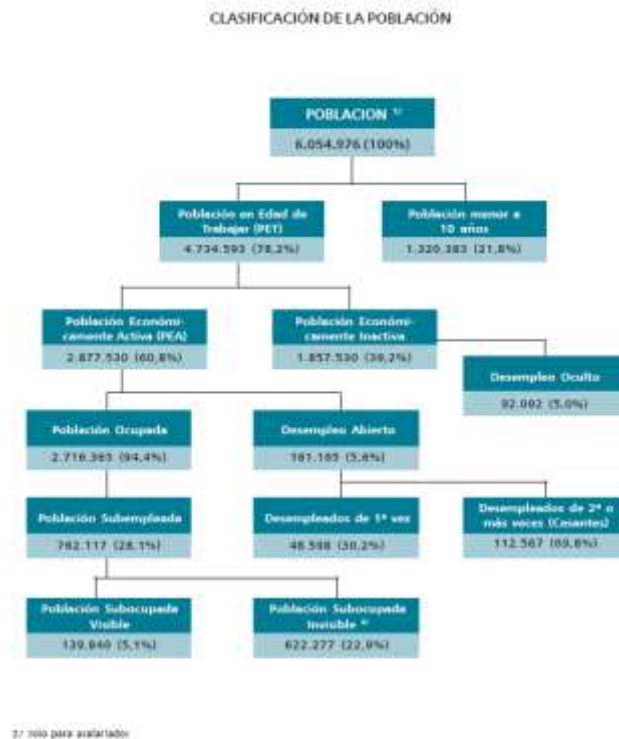 CLASIFICACIÓN DE LA POBLACIÓN
POBLACION ¹/
6.054.976 (100%)
Población en Edad de
Trabajar (PET)
4.734.593 (78,2%)
Población menor a
10 años
1.320.383 (21,8%)
Población Económi-
camente Activa (PEA)
2.877.530 (60,8%)
Población Económi-
camente Inactiva
1.857.530 (39,2%)
Desempleo Oculto
92.002 (5,0%)
Población Ocupada
2.716.365 (94,4%)
Desempleo Abierto
161.165 (5,6%)
Población Subempleada
762.117 (28,1%)
Desempleados de 1ª vez
48.598 (30,2%)
Desempleados de 2ª o
más veces (Cesantes)
112.567 (69,8%)
Población Subocupada
Visible
139.840 (5,1%)
Población Subocupada
Invisible
622.277 (22,9%)
solo para asalariados